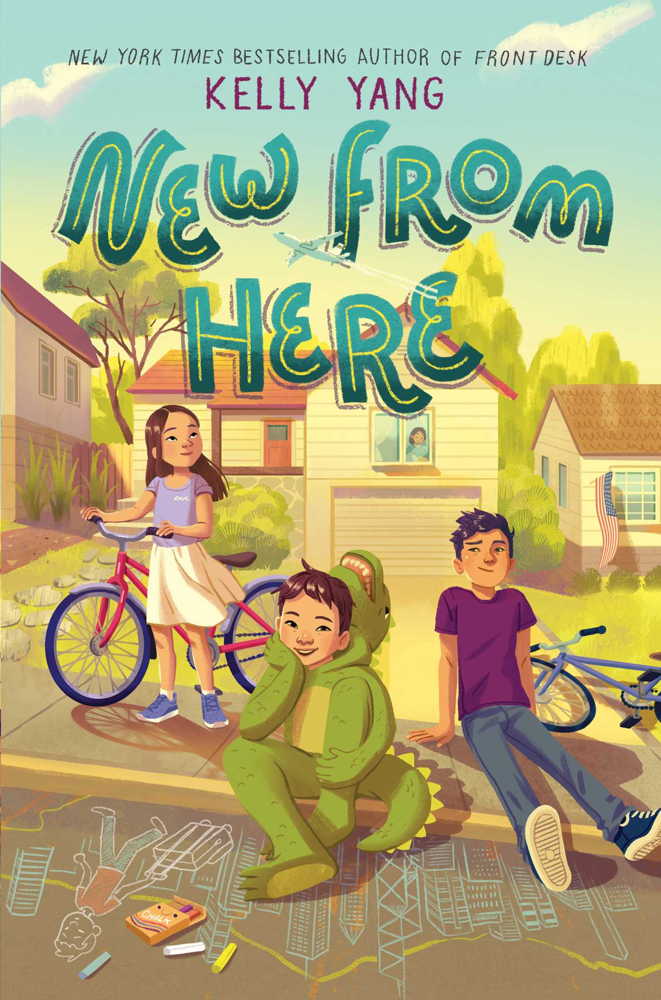 NEW YORK TIMES BESTSELLING AUTHOR OF FRONT DESK
KELLY YANG
NEW FROM
HERE
Love
CHALK